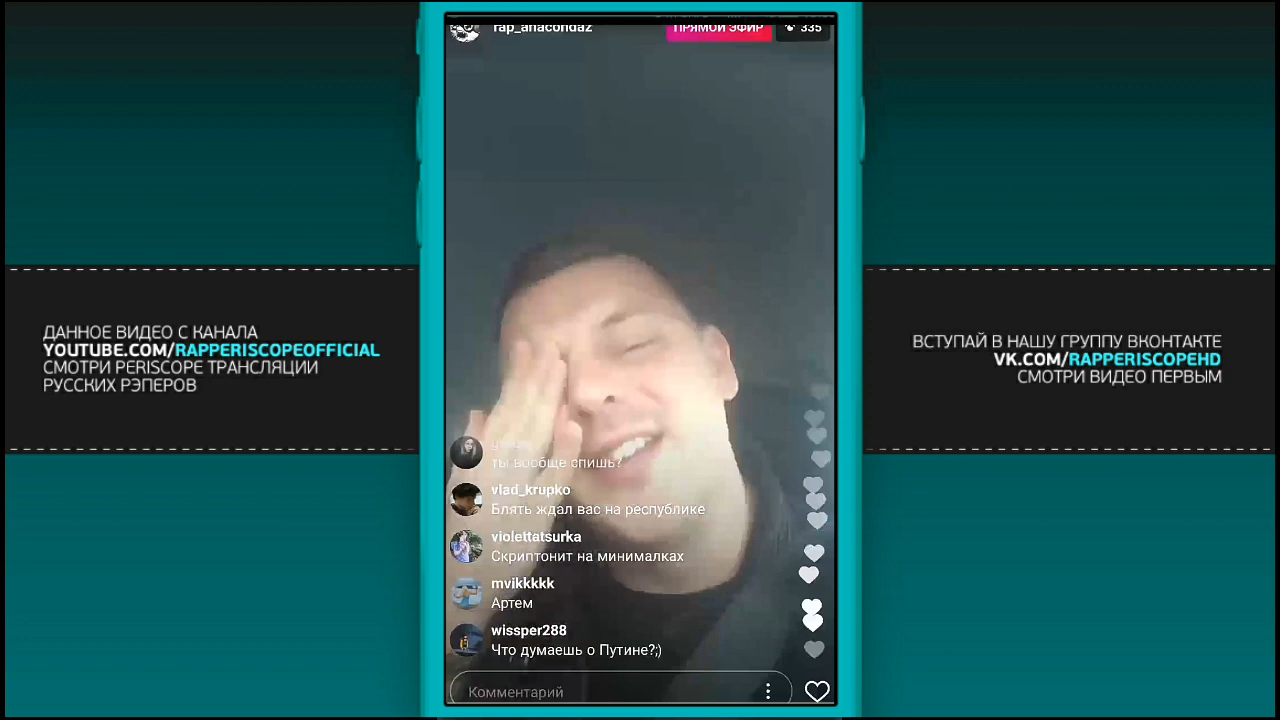 rap_anacondaz
ПРЯМОЙ ЭФИР
335
ДАННОЕ ВИДЕО С КАНАЛА
YOUTUBE.COM/RAPPERISCOPEOFFICIAL
СМОТРИ PERISCOPE ТРАНСЛЯЦИИ
РУССКИХ РЭПЕРОВ
ВСТУПАЙ В НАШУ ГРУППУ ВКОНТАКТЕ
VK.COM/RAPPERISCOPEHD
СМОТРИ ВИДЕО ПЕРВЫМ
ты вообще спишь?
vlad_krupko
Блять ждал вас на республике
violettatsurka
Скриптонит на минималках
mvikkkkk
Артем
wissper288
Что думаешь о Путине?;)
Комментарий